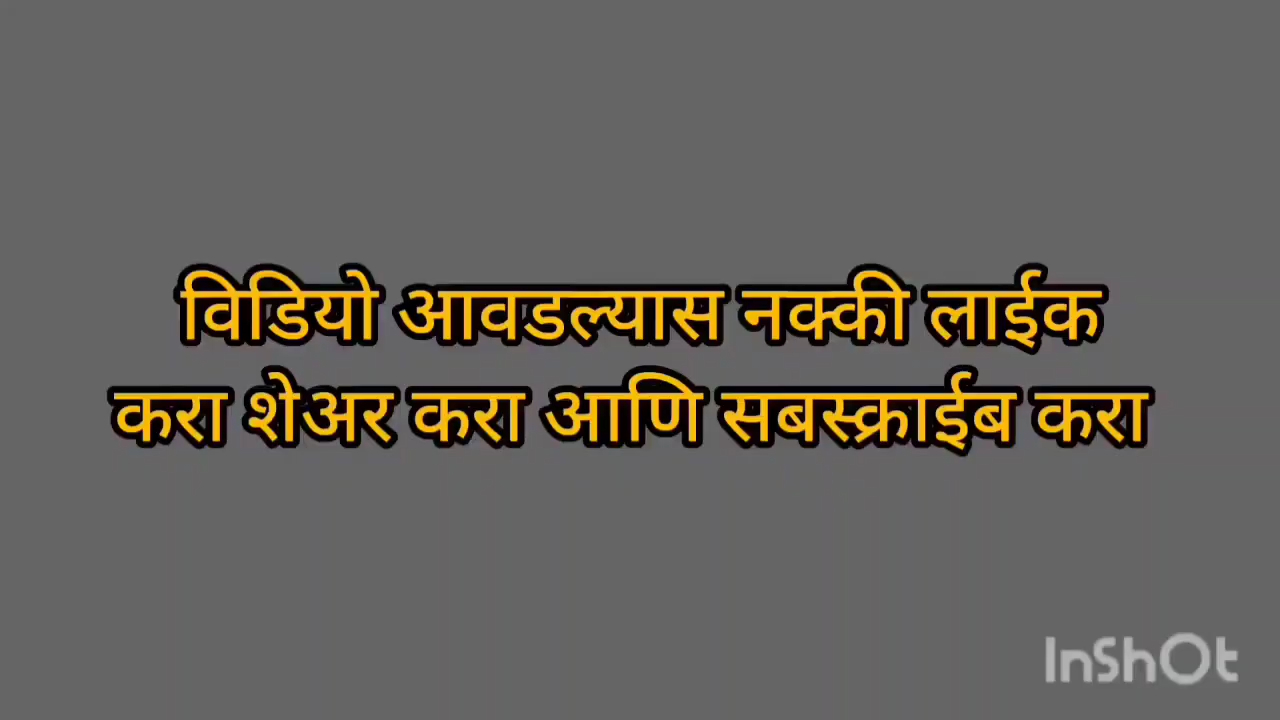 विडियो आवडल्यास नक्की लाईक
करा शेअर करा आणि सबस्क्राईब करा
InShOt